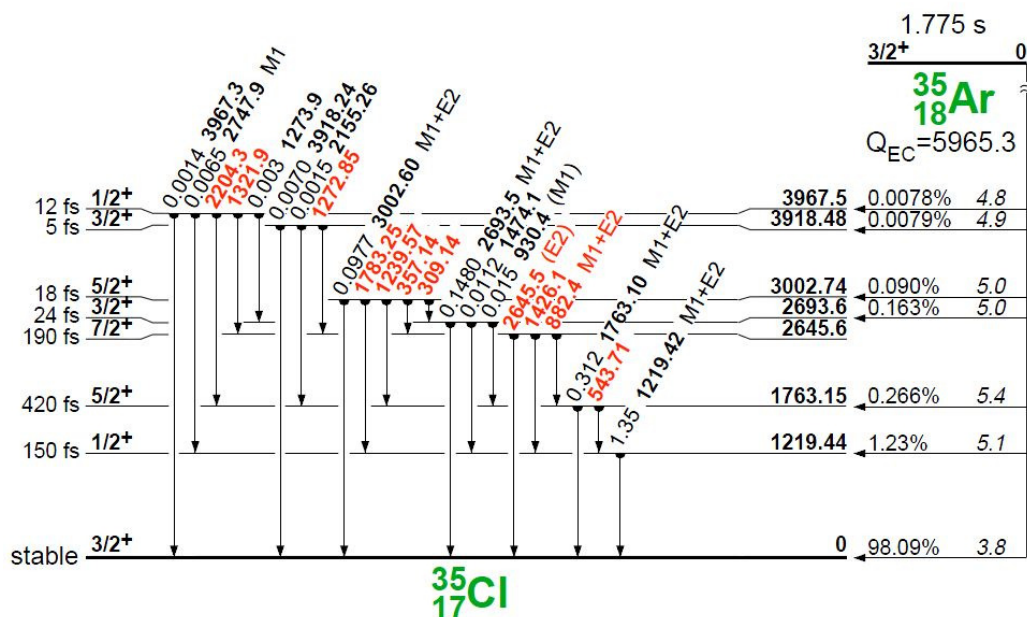 1.775 s
3/2+ 0
35
18Ar
QEC=5965.3
0.0014 3967.3
0.0065 2747.9 M1
2204.3
1321.9
0.003 1273.9
0.0070 3918.24
0.0015 2155.26
1272.85
0.0977 3002.60 M1+E2
1783.25
1239.57
357.14
309.14
0.1480 2693.5 M1+E2
0.0112 1474.1
0.015 930.4 (M1)
2645.5 (E2)
1426.1
882.4 M1+E2
0.312 1763.10 M1+E2
543.71
1.35 1219.42 M1+E2
12 fs 1/2+ 3967.5 0.0078% 4.8
5 fs 3/2+ 3918.48 0.0079% 4.9
18 fs 5/2+ 3002.74 0.090% 5.0
24 fs 3/2+ 2693.6 0.163% 5.0
190 fs 7/2+ 2645.6
420 fs 5/2+ 1763.15 0.266% 5.4
150 fs 1/2+ 1219.44 1.23% 5.1
stable 3/2+ 0 98.09% 3.8
35
17Cl